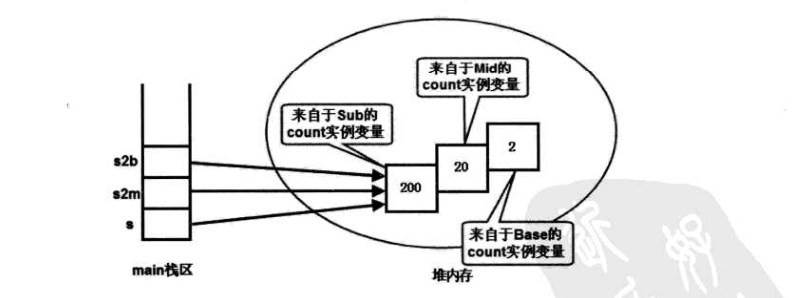 来自于Mid的
count实例变量
来自于Sub的
count实例变量
2
20
200
s2b
s2m
s
来自于Base的
count实例变量
main栈区
堆内存